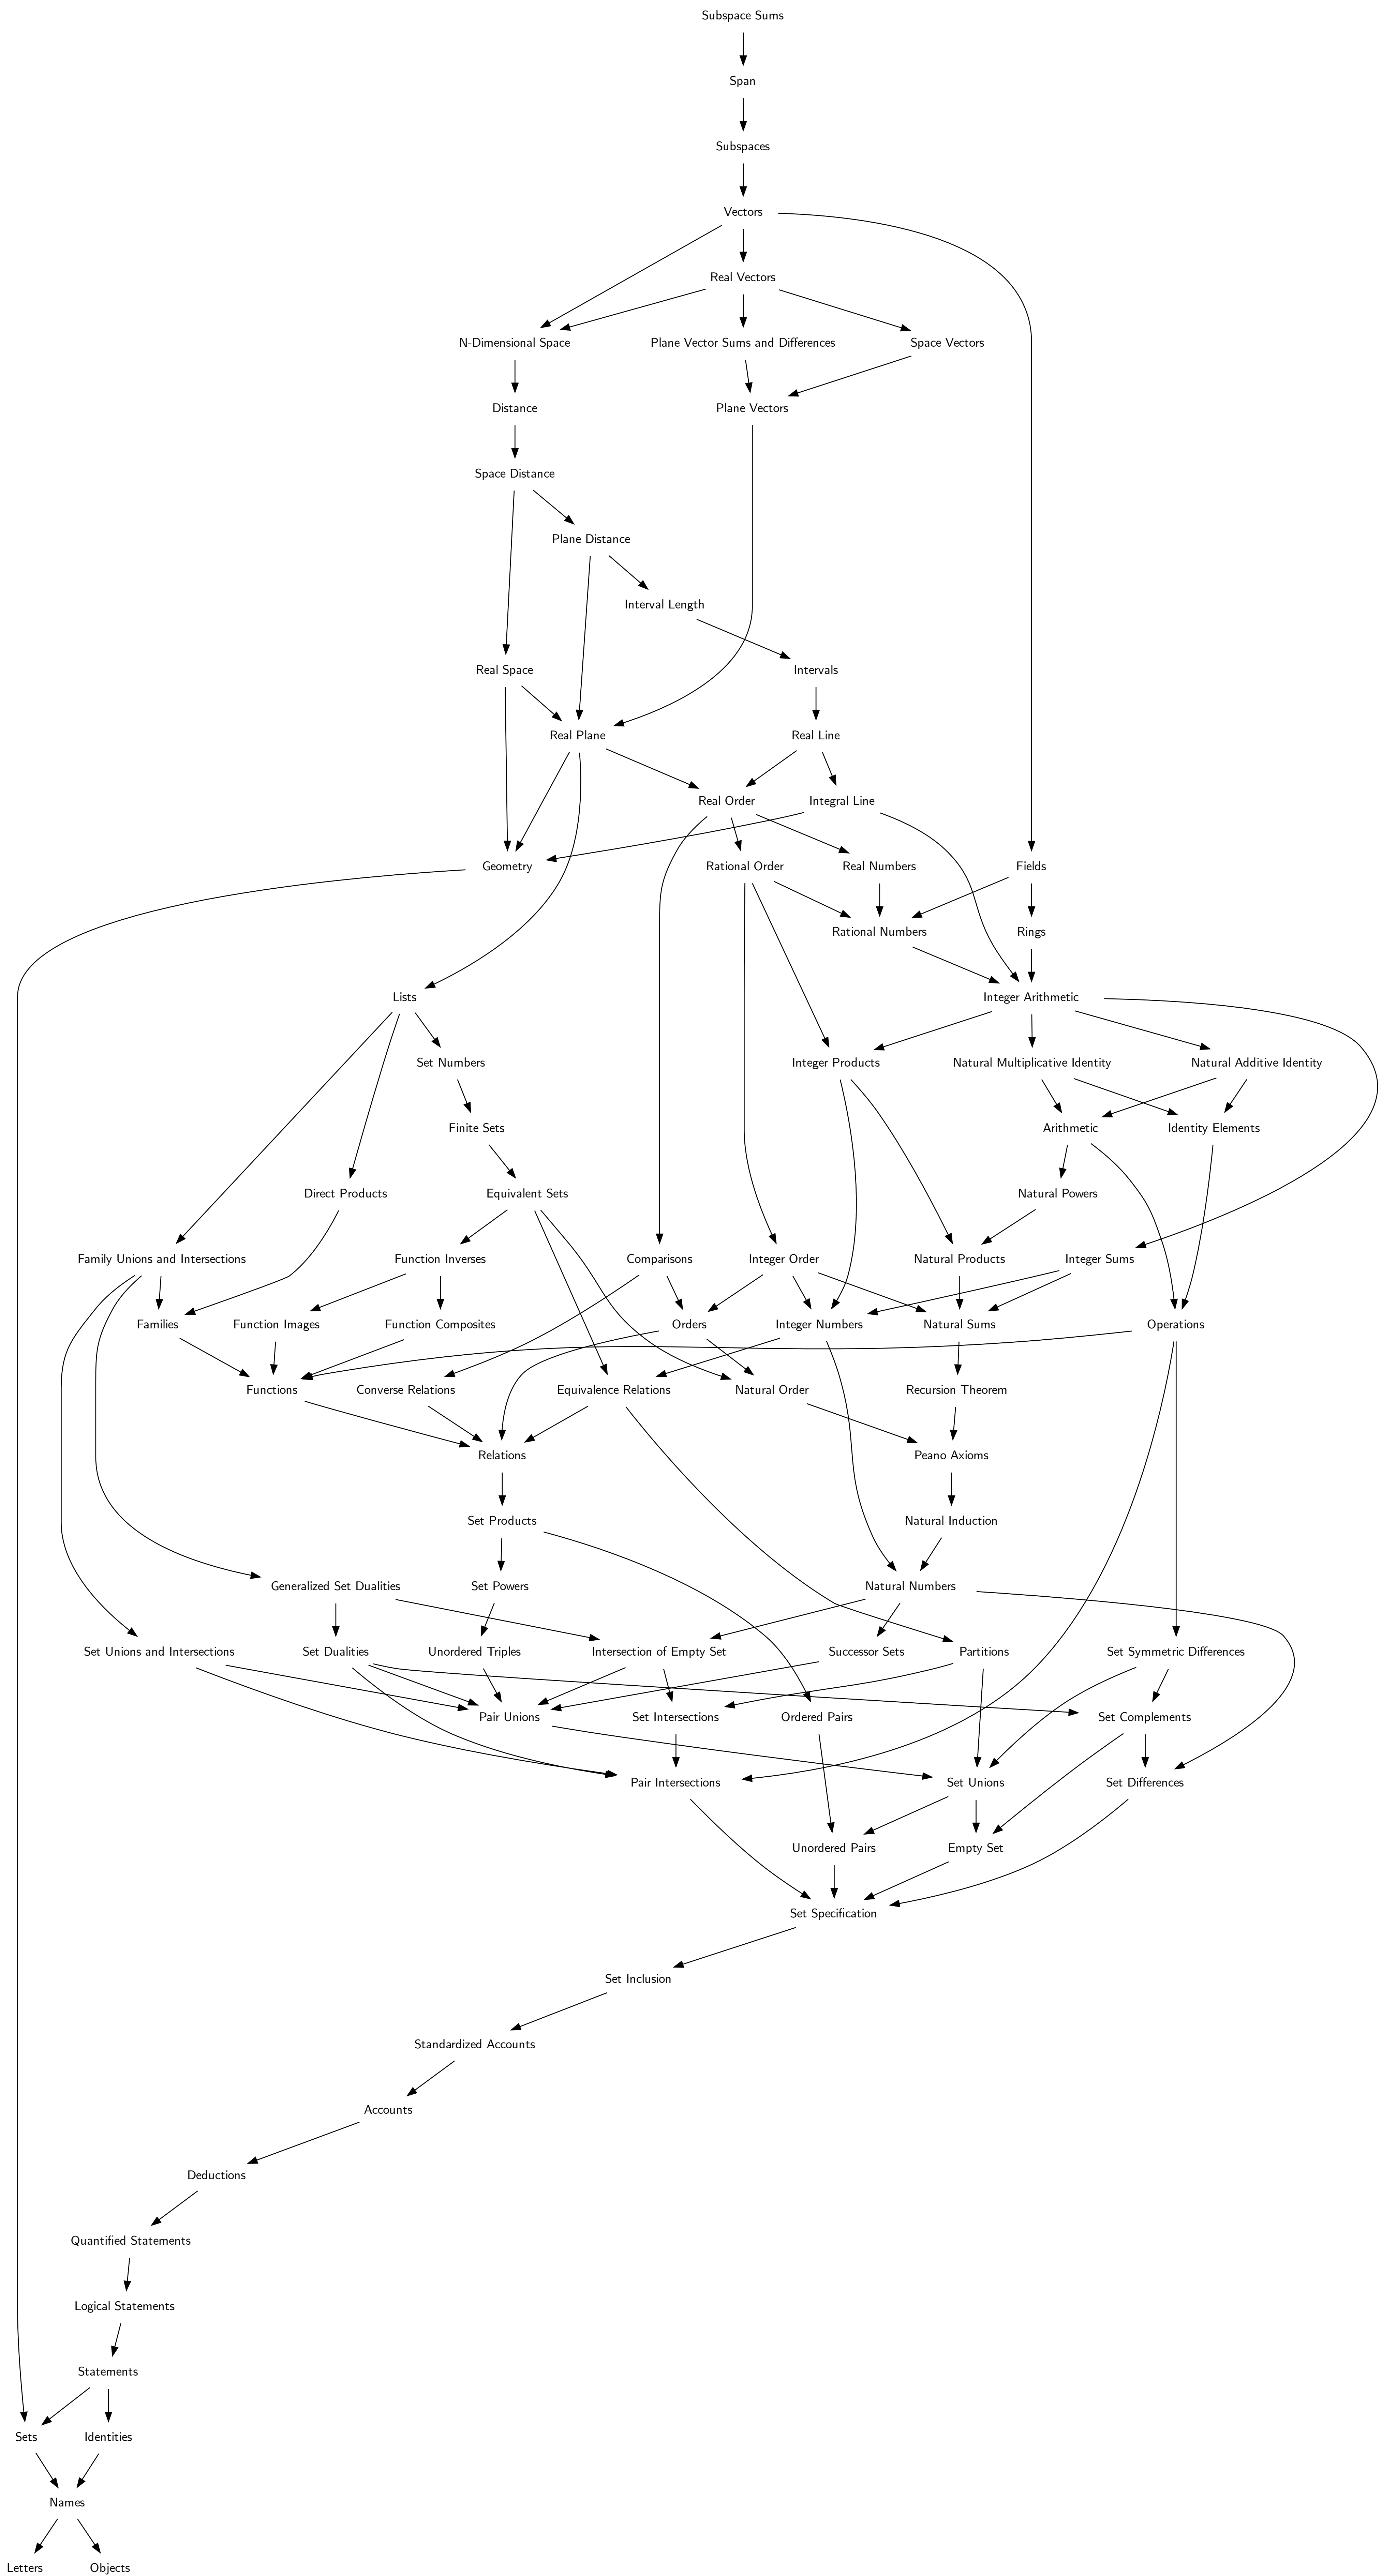 Subspace Sums
Span
Subspaces
Vectors
Real Vectors
N-Dimensional Space
Plane Vector Sums and Differences
Space Vectors
Distance
Plane Vectors
Space Distance
Plane Distance
Interval Length
Real Space
Intervals
Real Plane
Real Line
Real Order
Integral Line
Geometry
Rational Order
Real Numbers
Fields
Rational Numbers
Rings
Lists
Integer Arithmetic
Set Numbers
Integer Products
Natural Multiplicative Identity
Natural Additive Identity
Finite Sets
Arithmetic
Identity Elements
Direct Products
Equivalent Sets
Natural Powers
Family Unions and Intersections
Function Inverses
Comparisons
Integer Order
Natural Products
Integer Sums
Families
Function Images
Function Composites
Orders
Integer Numbers
Natural Sums
Operations
Functions
Converse Relations
Equivalence Relations
Natural Order
Recursion Theorem
Relations
Peano Axioms
Set Products
Natural Induction
Generalized Set Dualities
Set Powers
Natural Numbers
Set Unions and Intersections
Set Dualities
Unordered Triples
Intersection of Empty Set
Successor Sets
Partitions
Set Symmetric Differences
Pair Unions
Set Intersections
Ordered Pairs
Set Complements
Pair Intersections
Set Unions
Set Differences
Unordered Pairs
Empty Set
Set Specification
Set Inclusion
Standardized Accounts
Accounts
Deductions
Quantified Statements
Logical Statements
Statements
Sets
Identities
Names
Letters
Objects